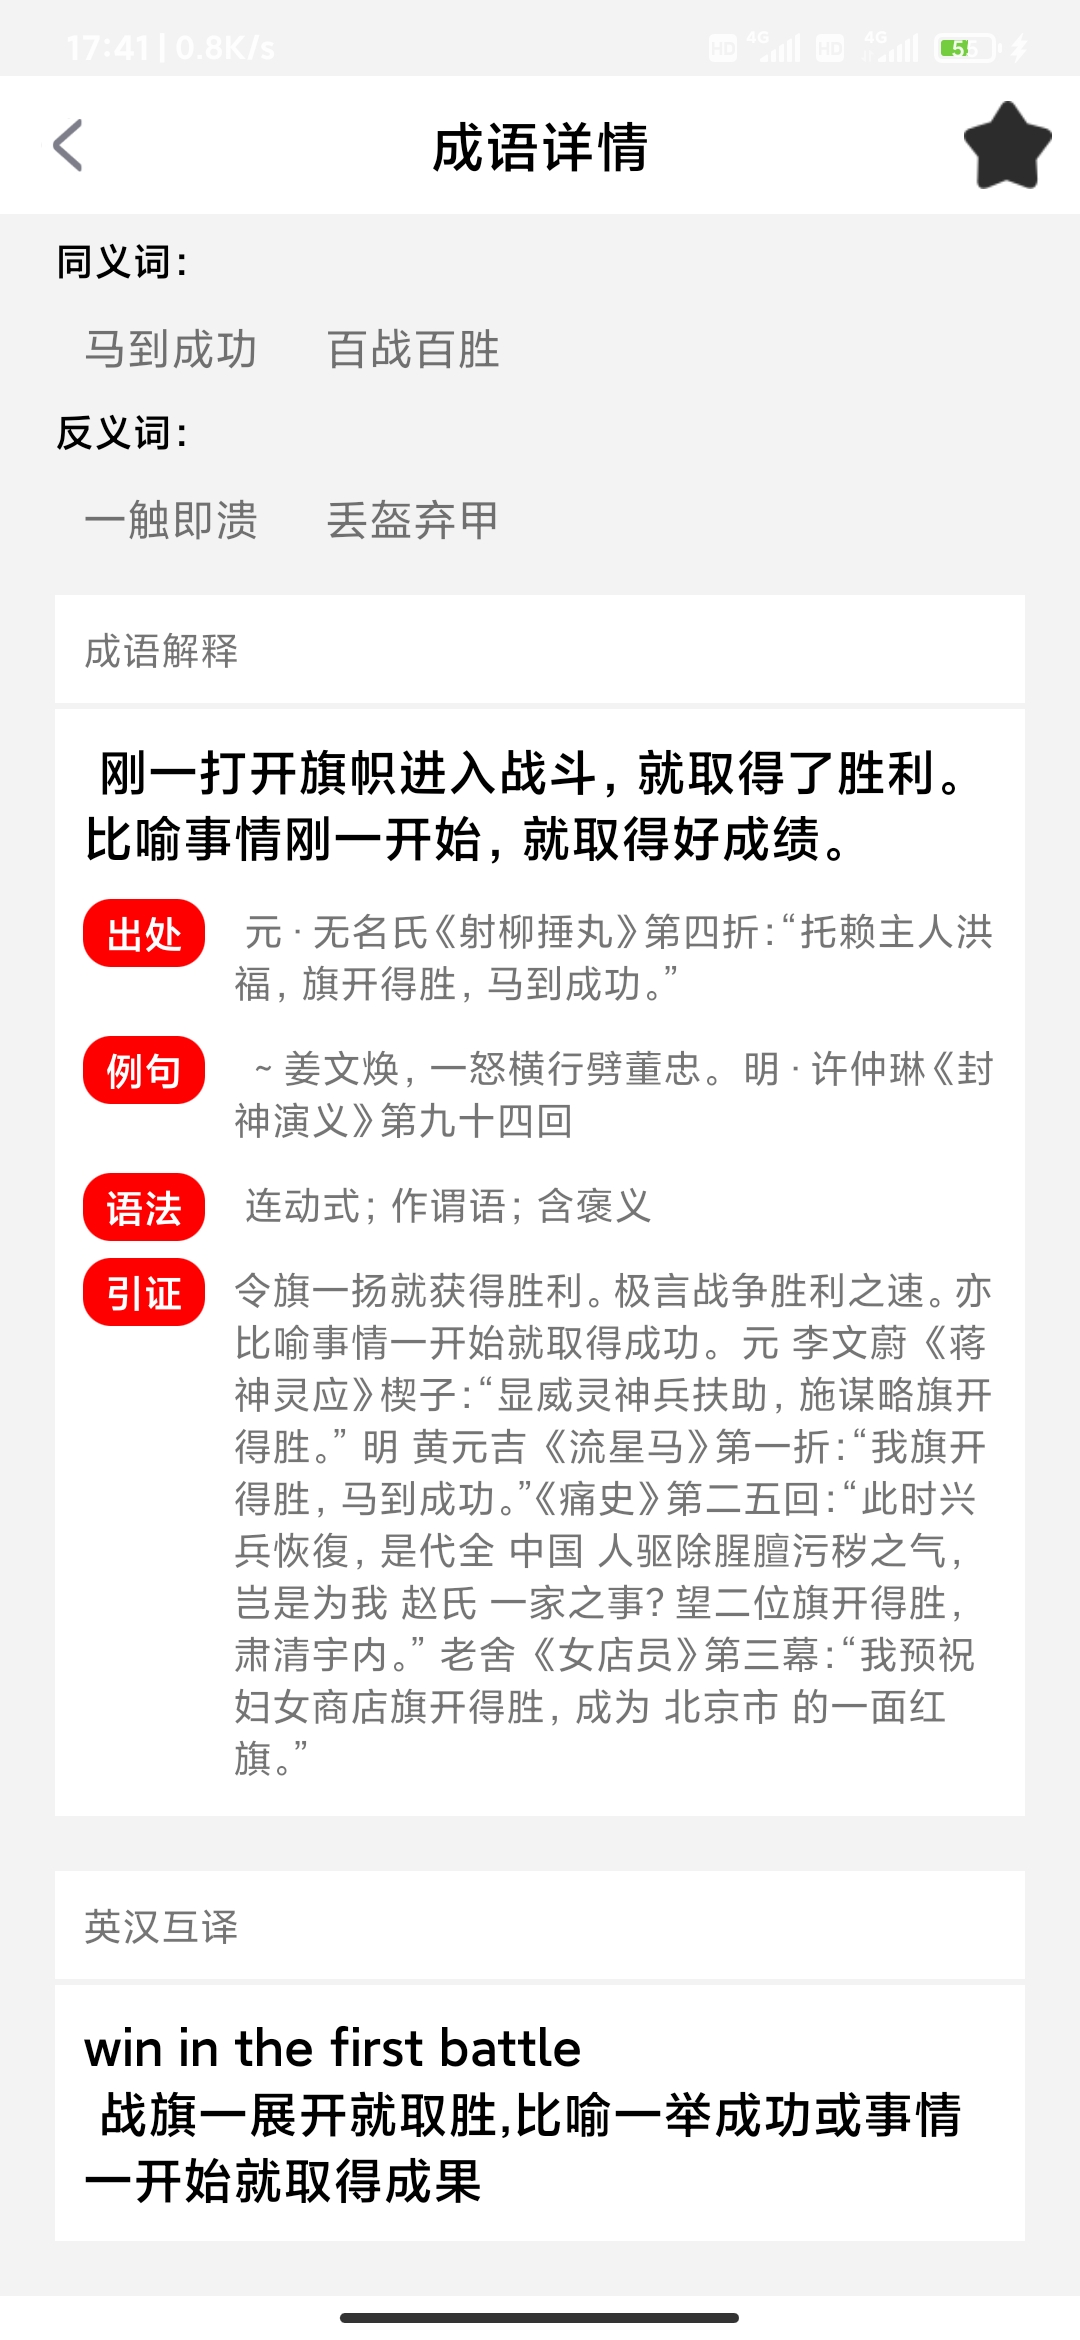 17:41 | 0.8K/s
HD 4G HD 4G 55
成语详情
同义词：
马到成功 百战百胜
反义词：
一触即溃 丢盔弃甲
成语解释
刚一打开旗帜进入战斗，就取得了胜利。
比喻事情刚一开始，就取得好成绩。
出处 元·无名氏《射柳捶丸》第四折：“托赖主人洪
福，旗开得胜，马到成功。”
例句 ~姜文焕，一怒横行劈董忠。 明·许仲琳《封
神演义》第九十四回
语法 连动式；作谓语；含褒义
引证 令旗一扬就获得胜利。极言战争胜利之速。亦
比喻事情一开始就取得成功。元 李文蔚《蒋
神灵应》楔子：“显威灵神兵扶助，施谋略旗开
得胜。” 明 黄元吉《流星马》第一折：“我旗开
得胜，马到成功。”《痛史》第二五回：“此时兴
兵恢復，是代全 中国 人驱除腥膻污秽之气，
岂是为我 赵氏 一家之事？望二位旗开得胜，
肃清宇内。” 老舍《女店员》第三幕：“我预祝
妇女商店旗开得胜，成为 北京市 的一面红
旗。”
英汉互译
win in the first battle
战旗一展开就取胜,比喻一举成功或事情
一开始就取得成果